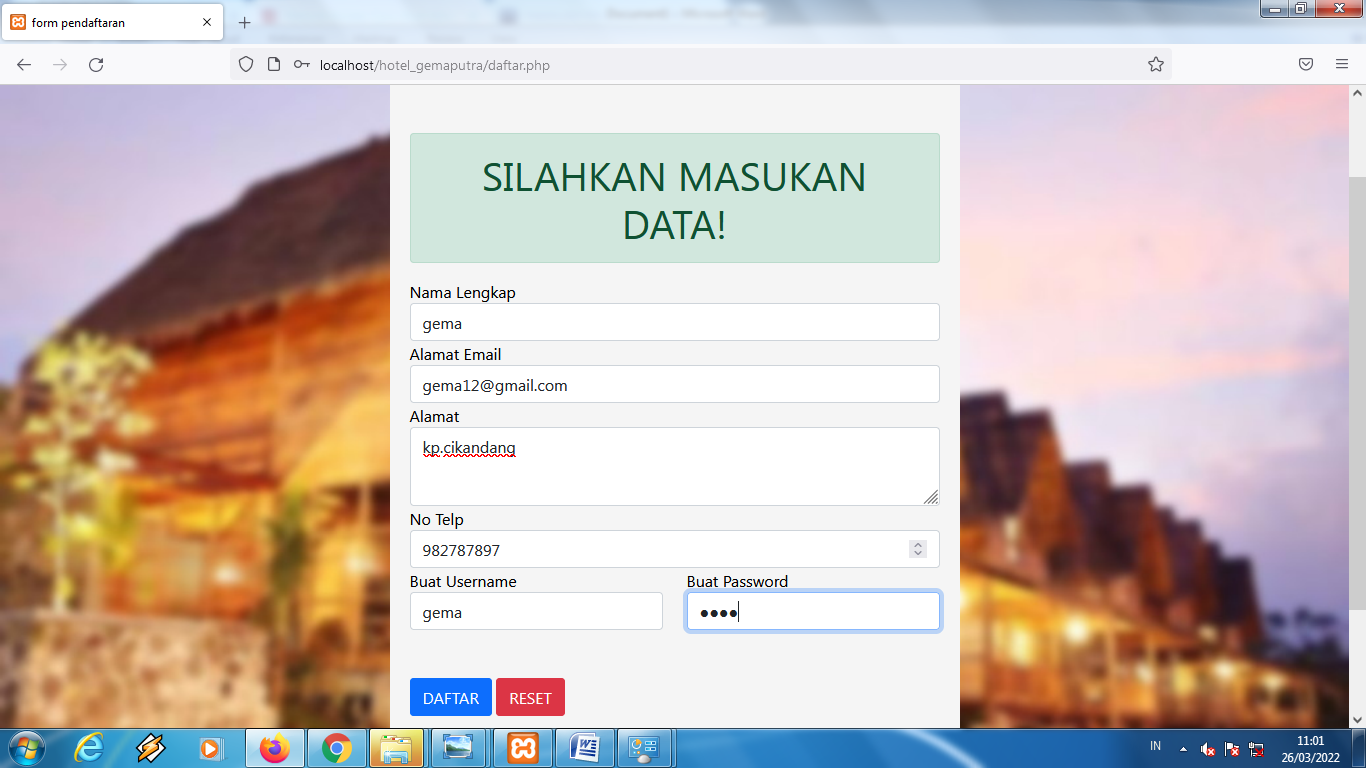 form pendaftaran
localhost/hotel_gemaputra/daftar.php
SILAHKAN MASUKAN
DATA!
Nama Lengkap
gema
Alamat Email
gema12@gmail.com
Alamat
kp.cikandang
No Telp
982787897
Buat Username
Buat Password
gema
DAFTAR
RESET
IN
11:01
26/03/2022